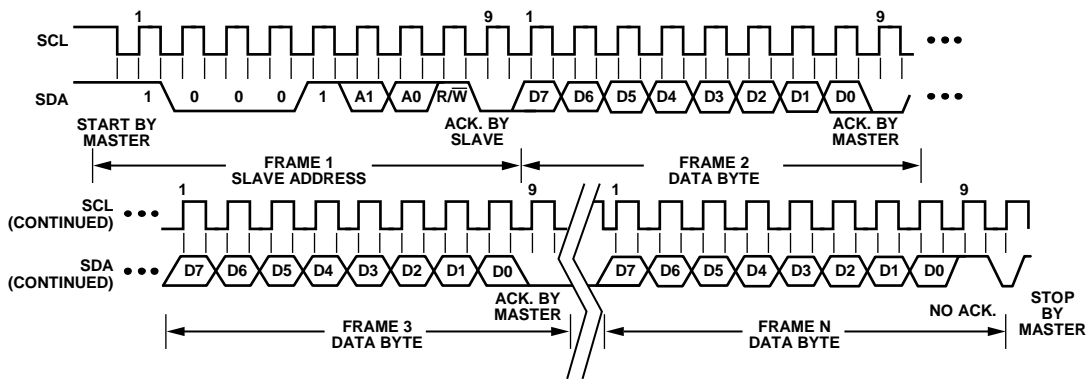 1 9 1 9
SCL
SDA 1 0 0 0 1 A1 A0 R/W̅ D7 D6 D5 D4 D3 D2 D1 D0
START BY MASTER
ACK. BY SLAVE
ACK. BY MASTER
FRAME 1 SLAVE ADDRESS
FRAME 2 DATA BYTE
1 9 1 9
SCL (CONTINUED)
SDA (CONTINUED) D7 D6 D5 D4 D3 D2 D1 D0 D7 D6 D5 D4 D3 D2 D1 D0
ACK. BY MASTER
NO ACK.
STOP BY MASTER
FRAME 3 DATA BYTE
FRAME N DATA BYTE